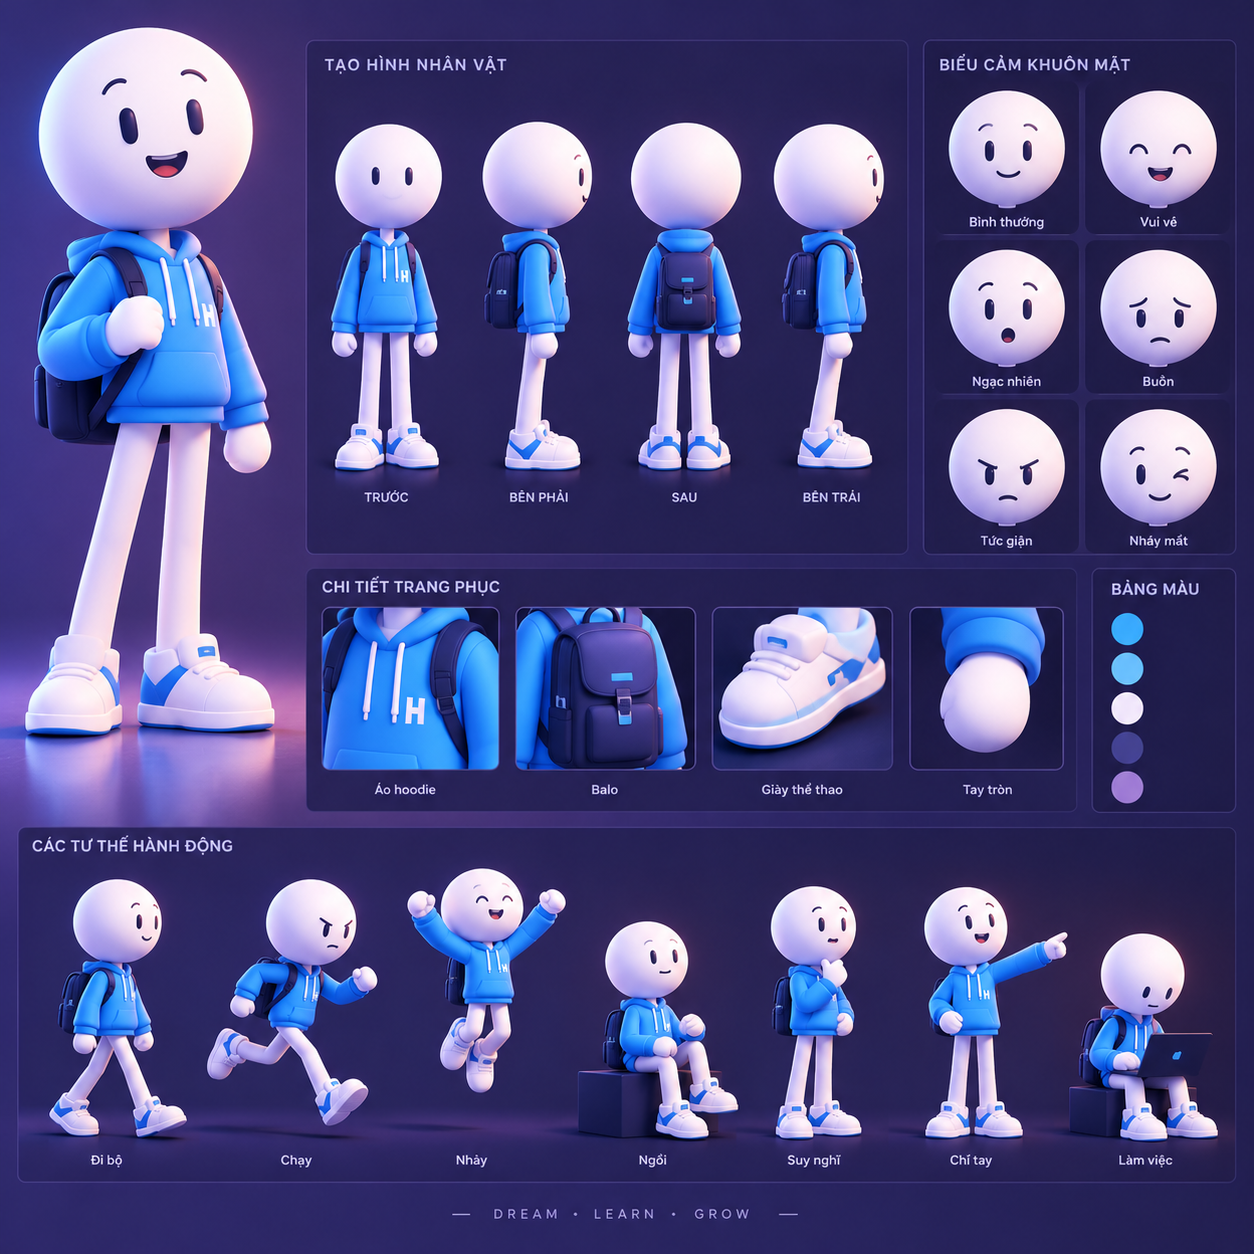 TẠO HÌNH NHÂN VẬT
TRƯỚC
BÊN PHẢI
SAU
BÊN TRÁI
BIỂU CẢM KHUÔN MẶT
Bình thường
Vui vẻ
Ngạc nhiên
Buồn
Tức giận
Nháy mắt
CHI TIẾT TRANG PHỤC
H
Áo hoodie
Balo
Giày thể thao
Tay tròn
BẢNG MÀU
CÁC TƯ THẾ HÀNH ĐỘNG
Đi bộ
Chạy
Nhảy
Ngồi
Suy nghĩ
Chỉ tay
Làm việc
— DREAM • LEARN • GROW —